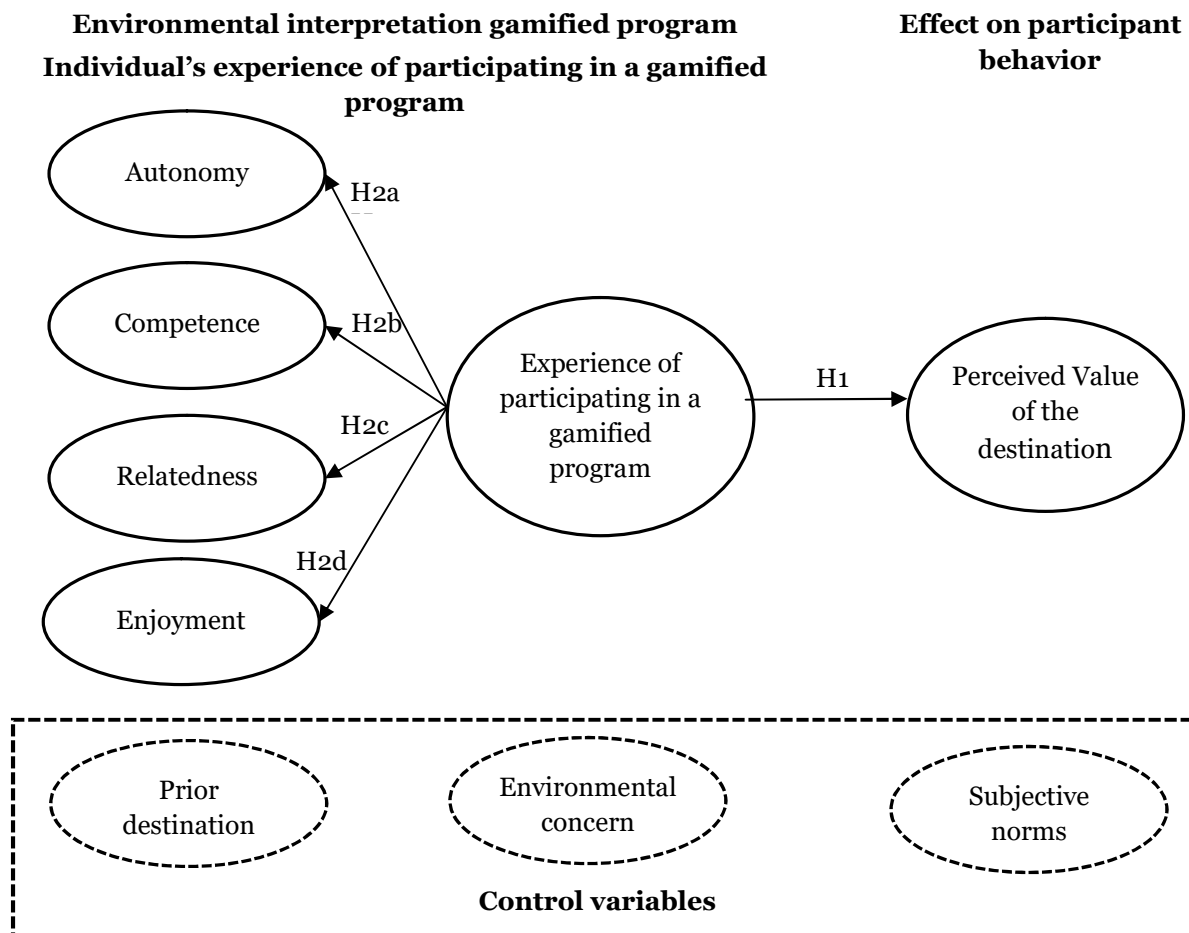 Environmental interpretation gamified program
Individual’s experience of participating in a gamified
program
Effect on participant
behavior
Autonomy
H2a
Competence
H2b
Relatedness
H2c
Enjoyment
H2d
Experience of
participating in a
gamified
program
H1
Perceived Value
of the
destination
Prior
destination
Environmental
concern
Subjective
norms
Control variables